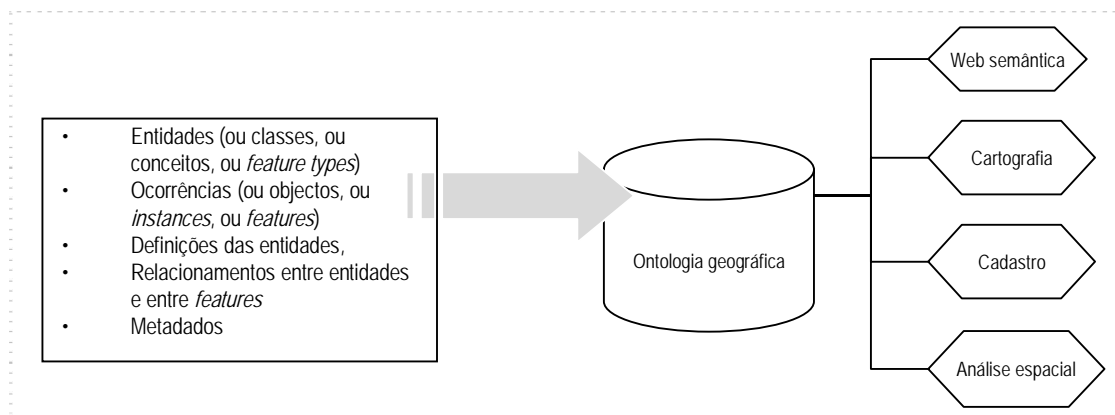 • Entidades (ou classes, ou
conceitos, ou feature types)
• Ocorrências (ou objectos, ou
instances, ou features)
• Definições das entidades,
• Relacionamentos entre entidades
e entre features
• Metadados
Ontologia geográfica
Web semântica
Cartografia
Cadastro
Análise espacial